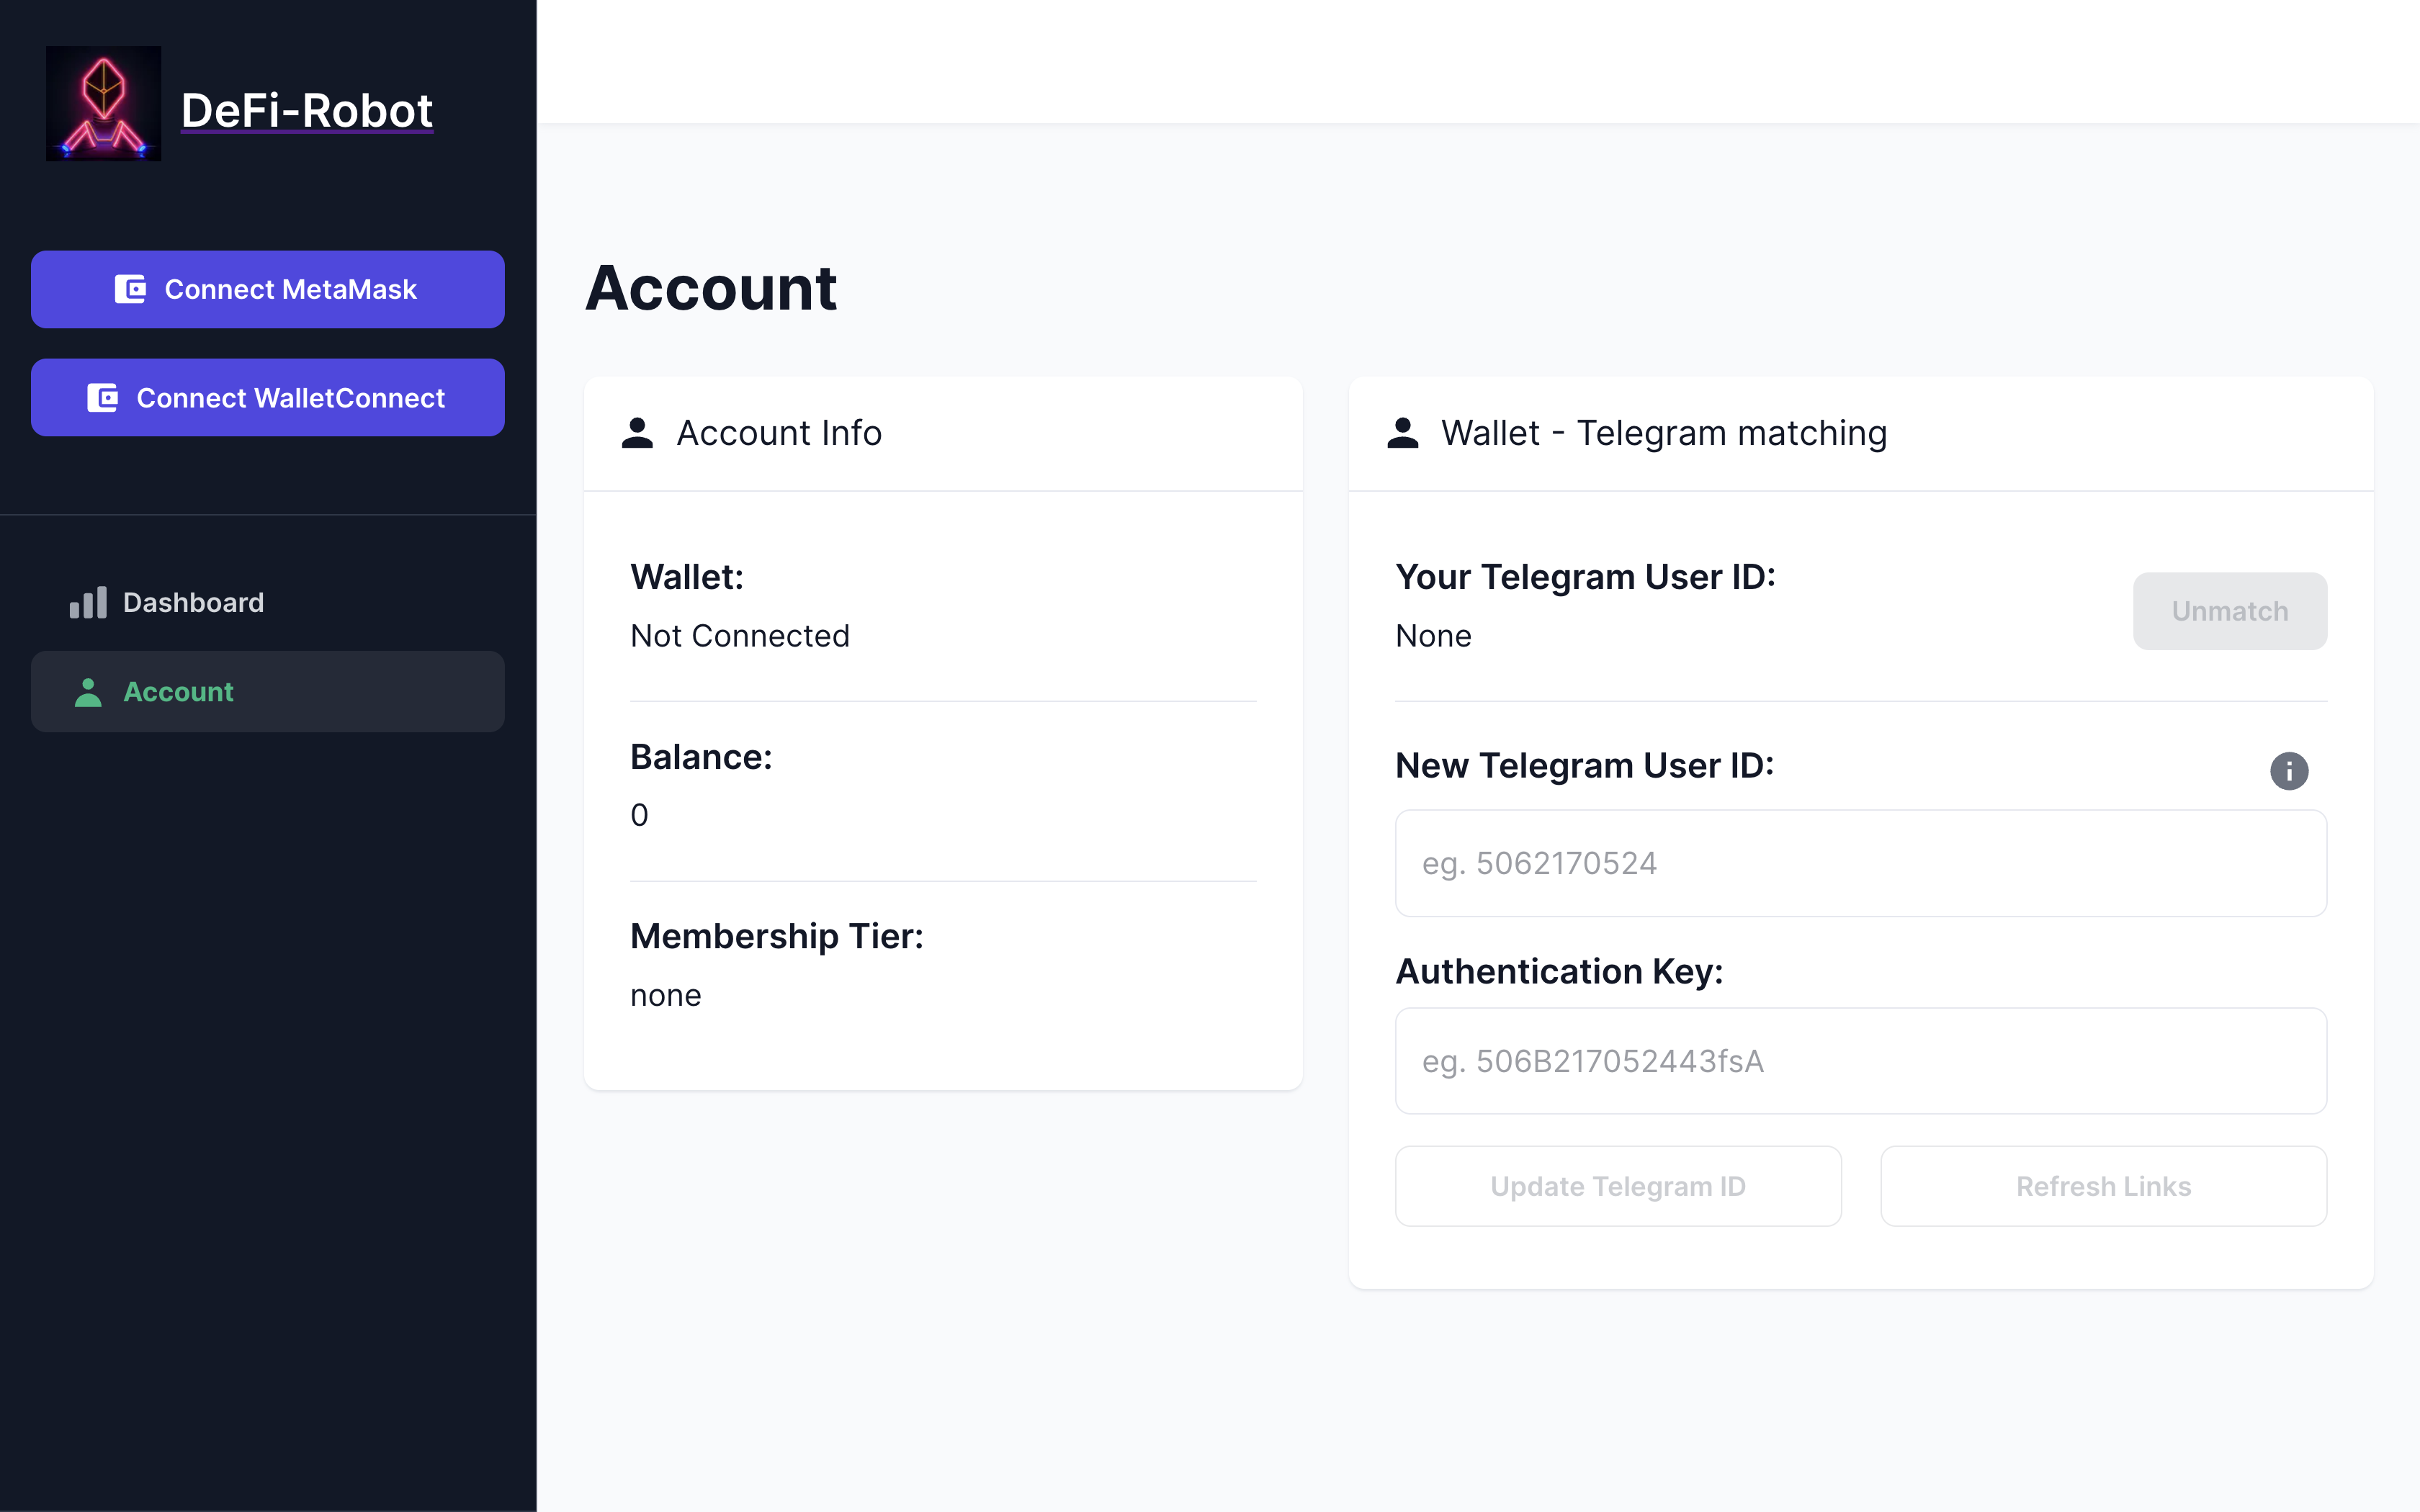 DeFi-Robot
Connect MetaMask
Connect WalletConnect
Dashboard
Account
Account
Account Info
Wallet:
Not Connected
Balance:
0
Membership Tier:
none
Wallet - Telegram matching
Your Telegram User ID:
None
Unmatch
New Telegram User ID:
eg. 5062170524
Authentication Key:
eg. 506B217052443fsA
Update Telegram ID
Refresh Links